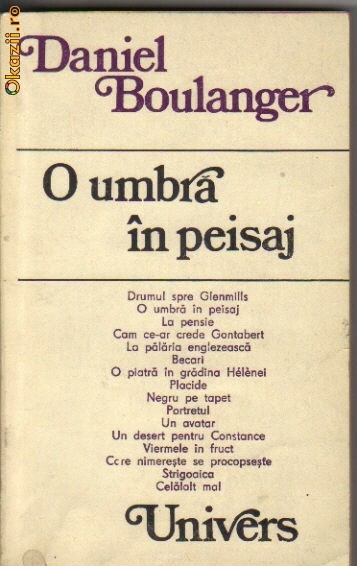 Okazii.ro
Daniel
Boulanger
O umbră
în peisaj
Drumul spre Glenmills
O umbră în peisaj
La pensie
Cam ce-ar crede Gontabert
La pălăria englezească
Becari
O piatră în grădina Hélènei
Placide
Negru pe tapet
Portretul
Un avatar
Un desert pentru Constance
Viermele în fruct
Care nimerește se procopsește
Strigoaica
Celălalt mal
Univers